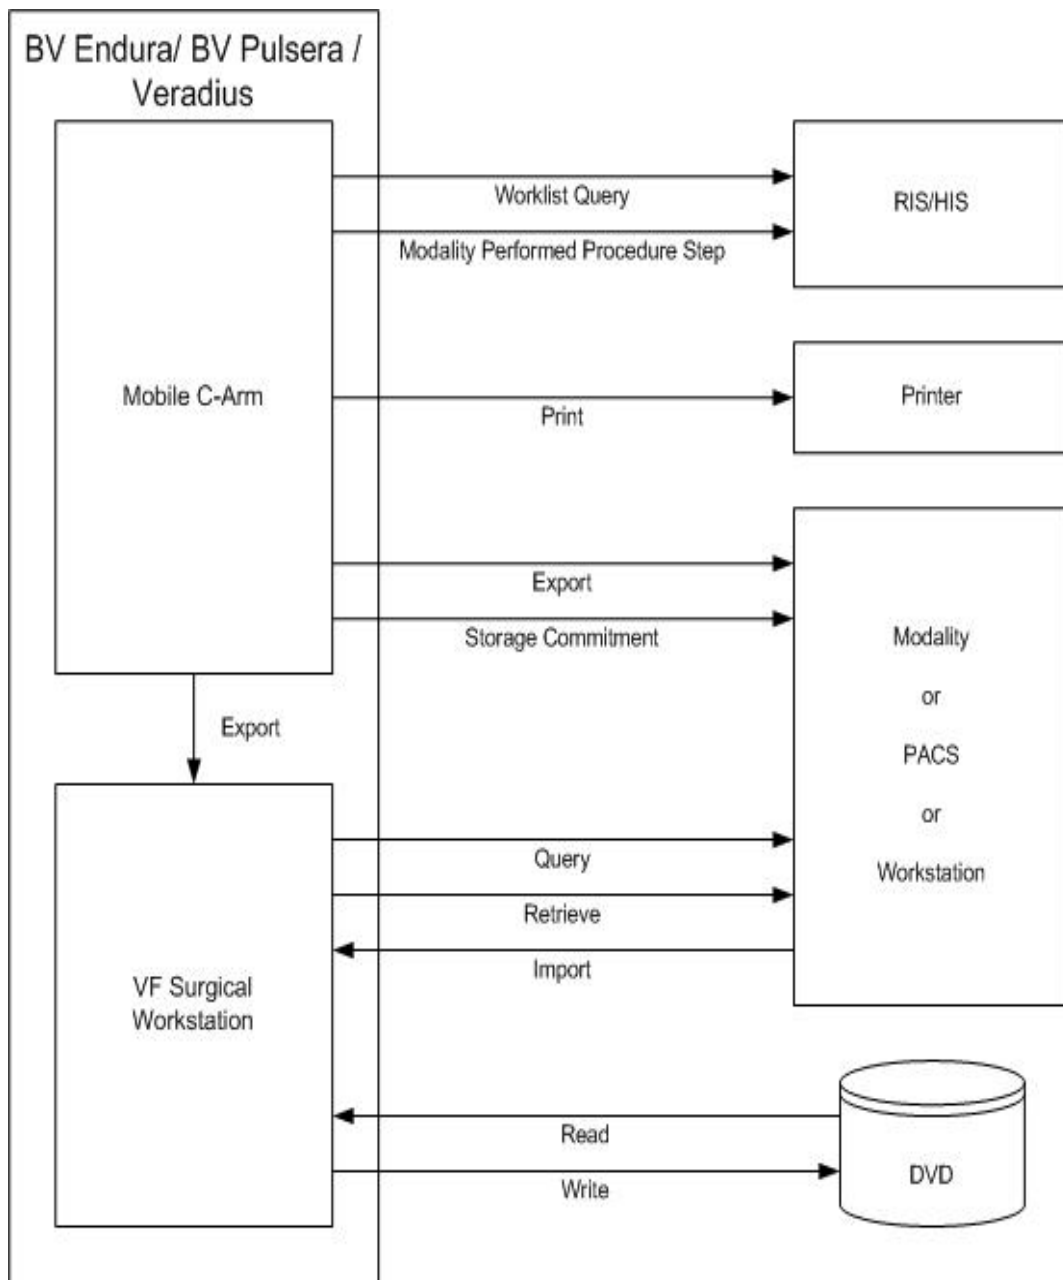 BV Endura/ BV Pulsera /
Veradius
Worklist Query
RIS/HIS
Modality Performed Procedure Step
Mobile C-Arm
Printer
Print
Export
Storage Commitment
Modality
or
PACS
or
Workstation
Export
Query
Retrieve
Import
VF Surgical
Workstation
Read
DVD
Write